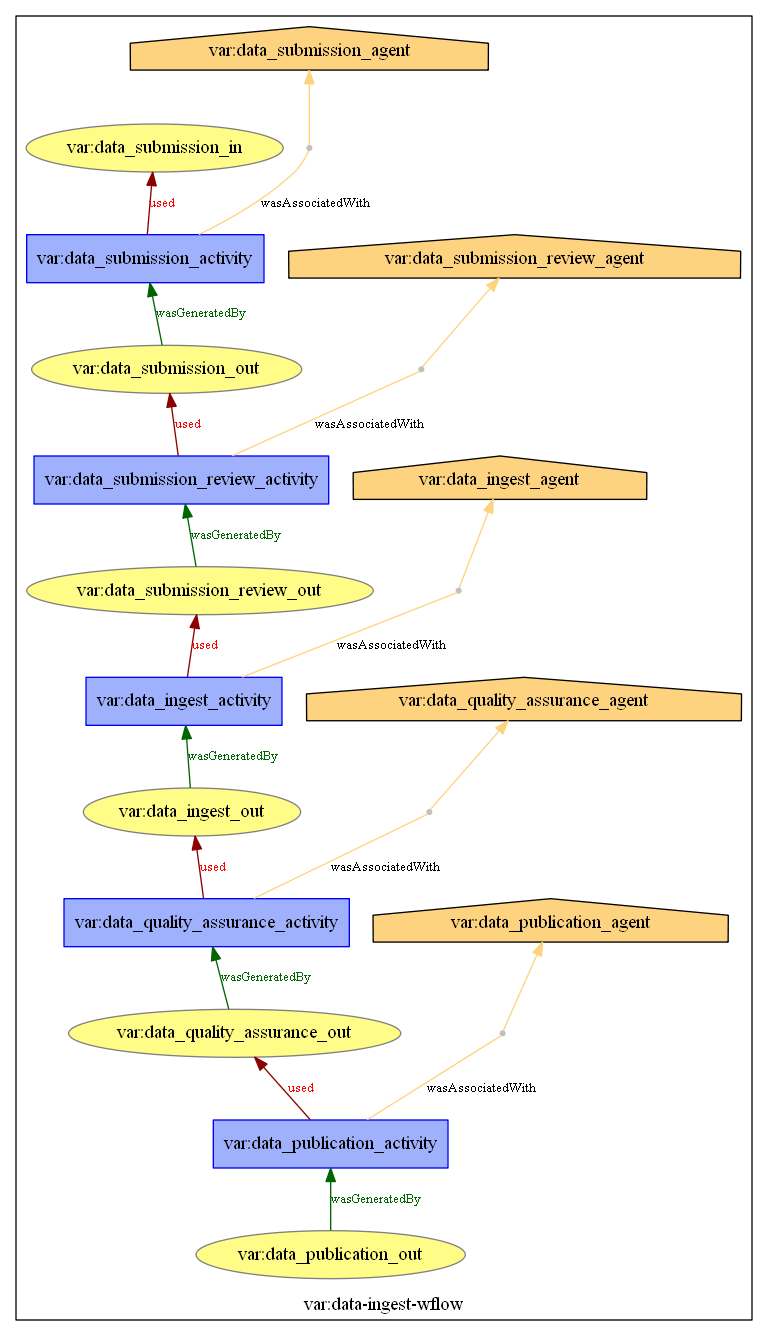 var:data_submission_agent
var:data_submission_in
used
wasAssociatedWith
var:data_submission_activity
var:data_submission_review_agent
wasGeneratedBy
var:data_submission_out
used
wasAssociatedWith
var:data_submission_review_activity
var:data_ingest_agent
wasGeneratedBy
var:data_submission_review_out
used
wasAssociatedWith
var:data_ingest_activity
var:data_quality_assurance_agent
wasGeneratedBy
var:data_ingest_out
used
wasAssociatedWith
var:data_quality_assurance_activity
var:data_publication_agent
wasGeneratedBy
var:data_quality_assurance_out
used
wasAssociatedWith
var:data_publication_activity
wasGeneratedBy
var:data_publication_out
var:data-ingest-wflow